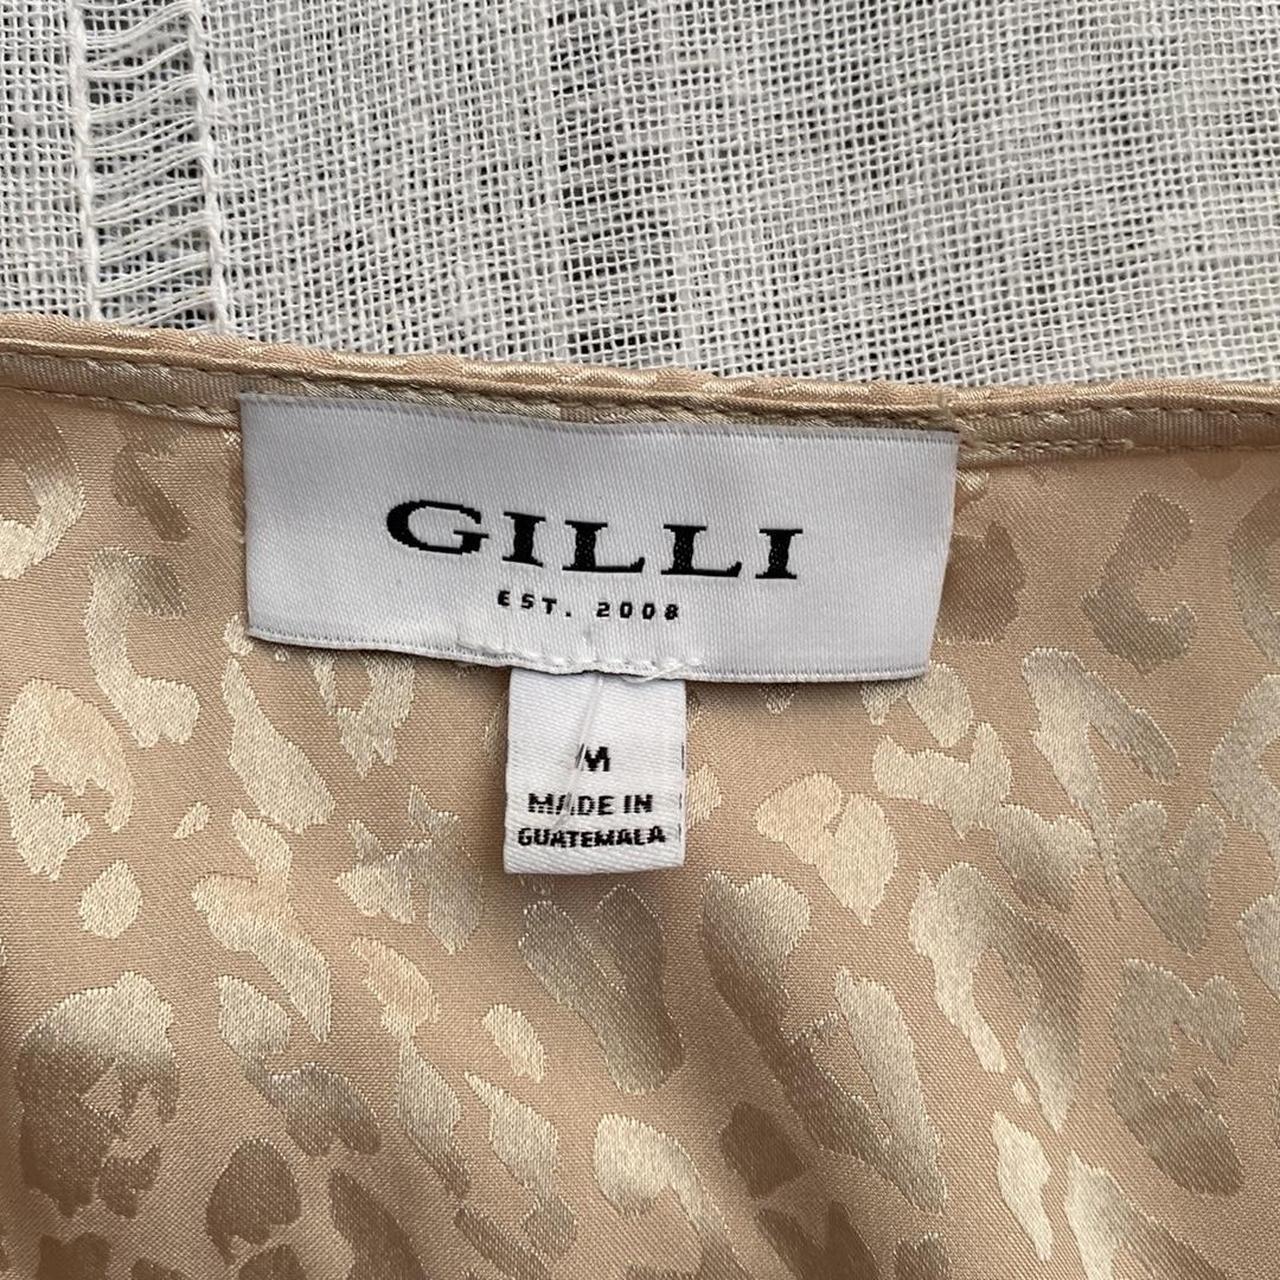 GILLI
EST. 2008
M
MADE IN
GUATEMALA